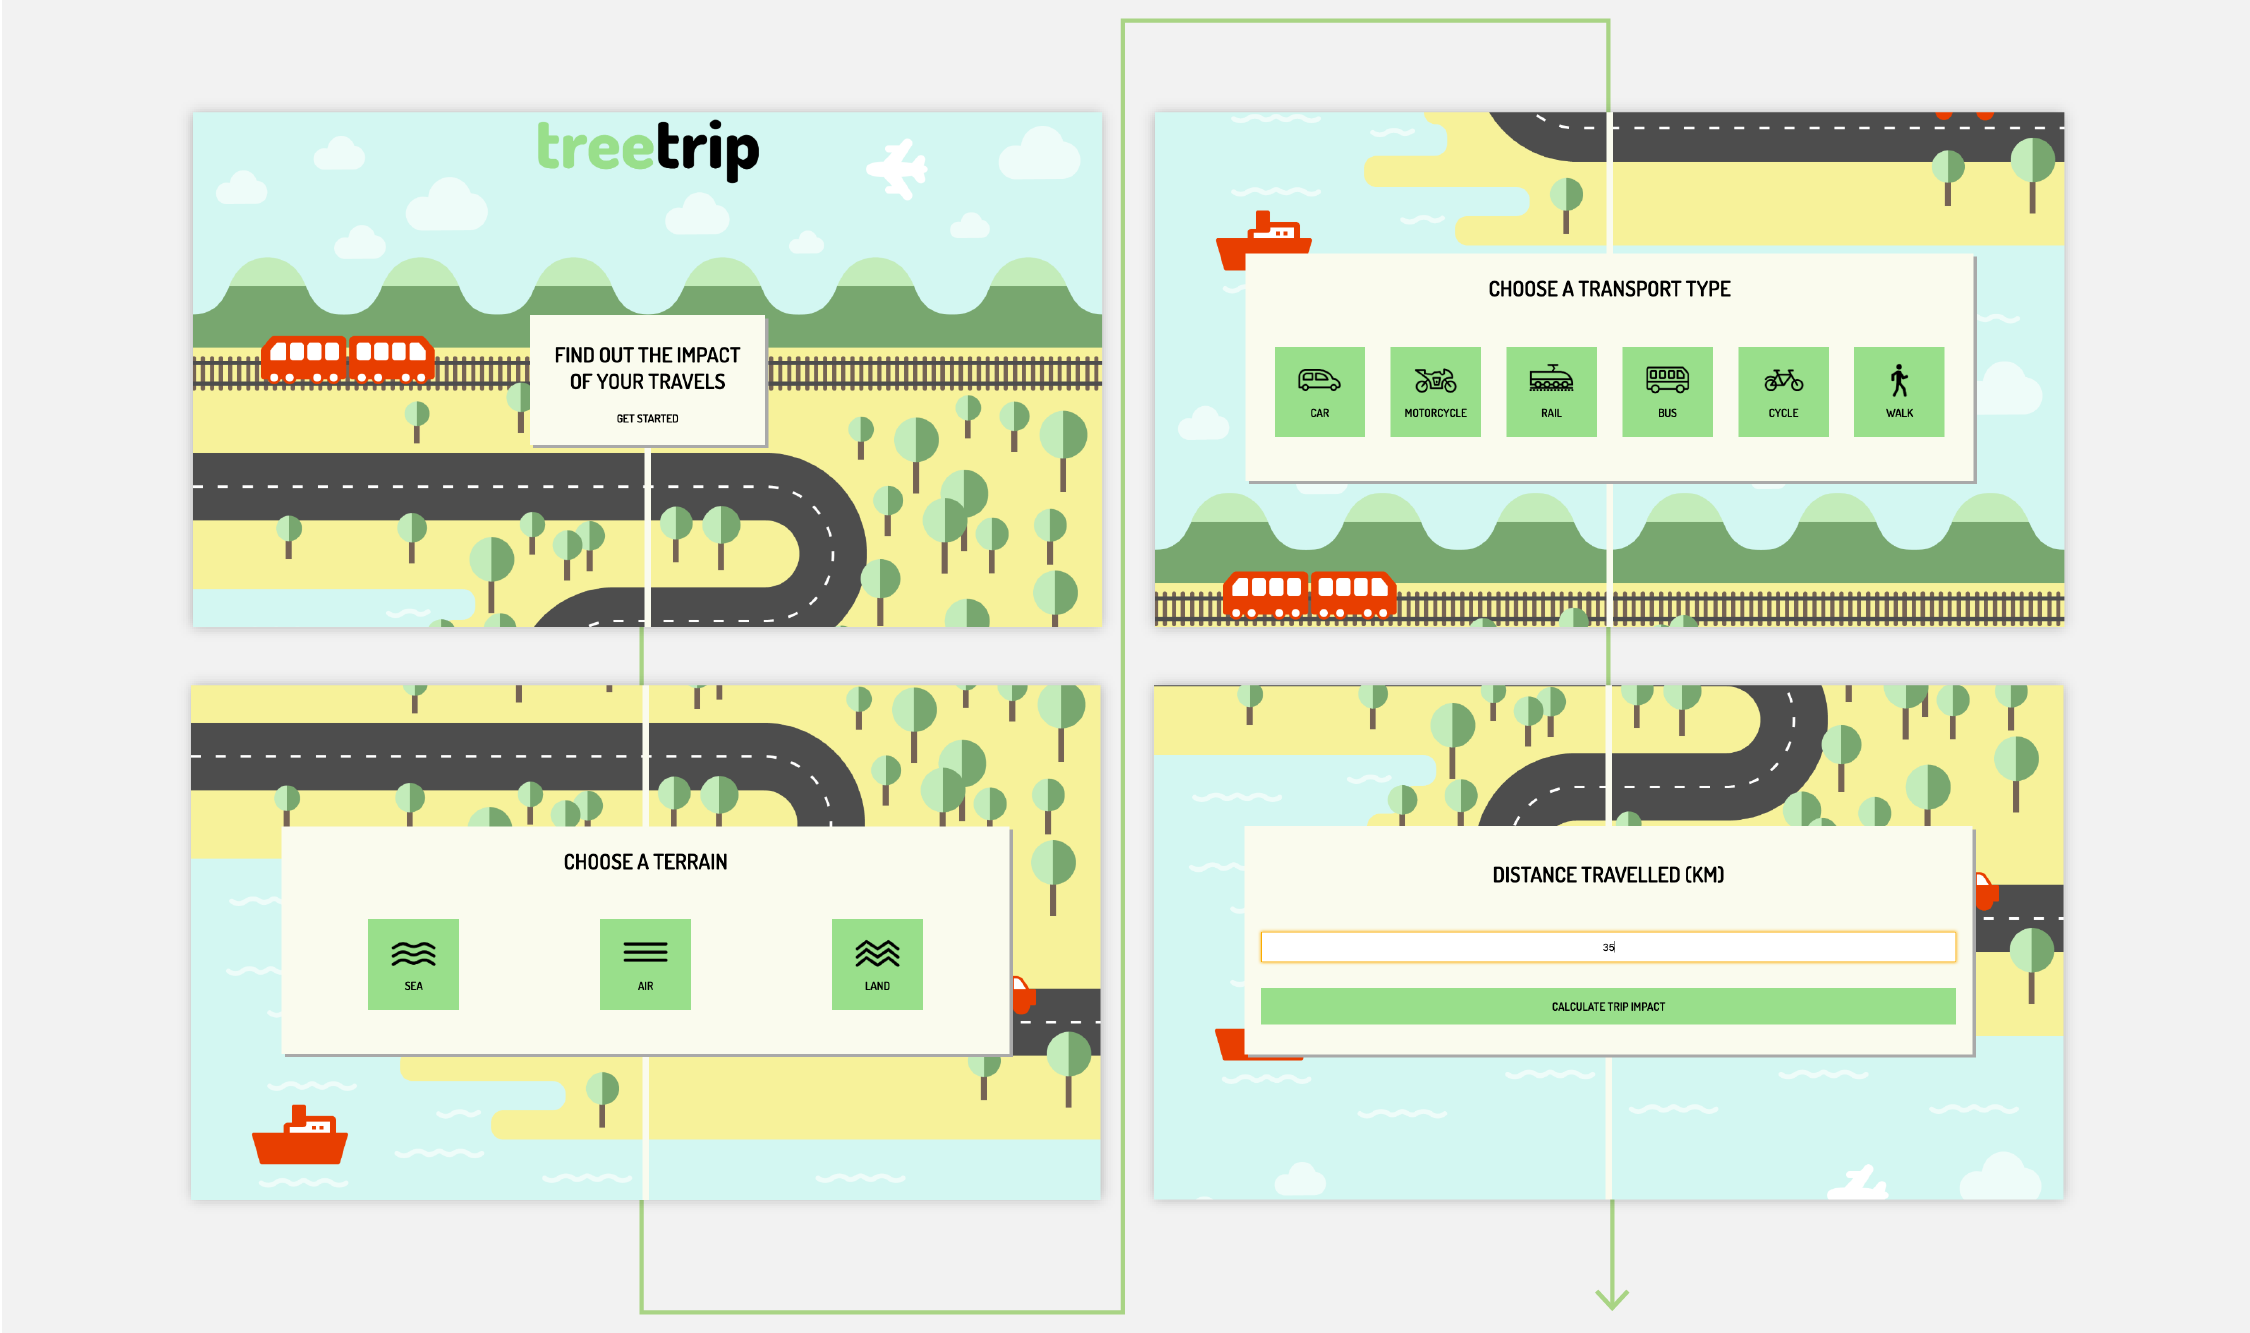 treetrip
FIND OUT THE IMPACT
OF YOUR TRAVELS
GET STARTED
CHOOSE A TERRAIN
SEA
AIR
LAND
CHOOSE A TRANSPORT TYPE
CAR
MOTORCYCLE
RAIL
BUS
CYCLE
WALK
DISTANCE TRAVELLED (KM)
35
CALCULATE TRIP IMPACT